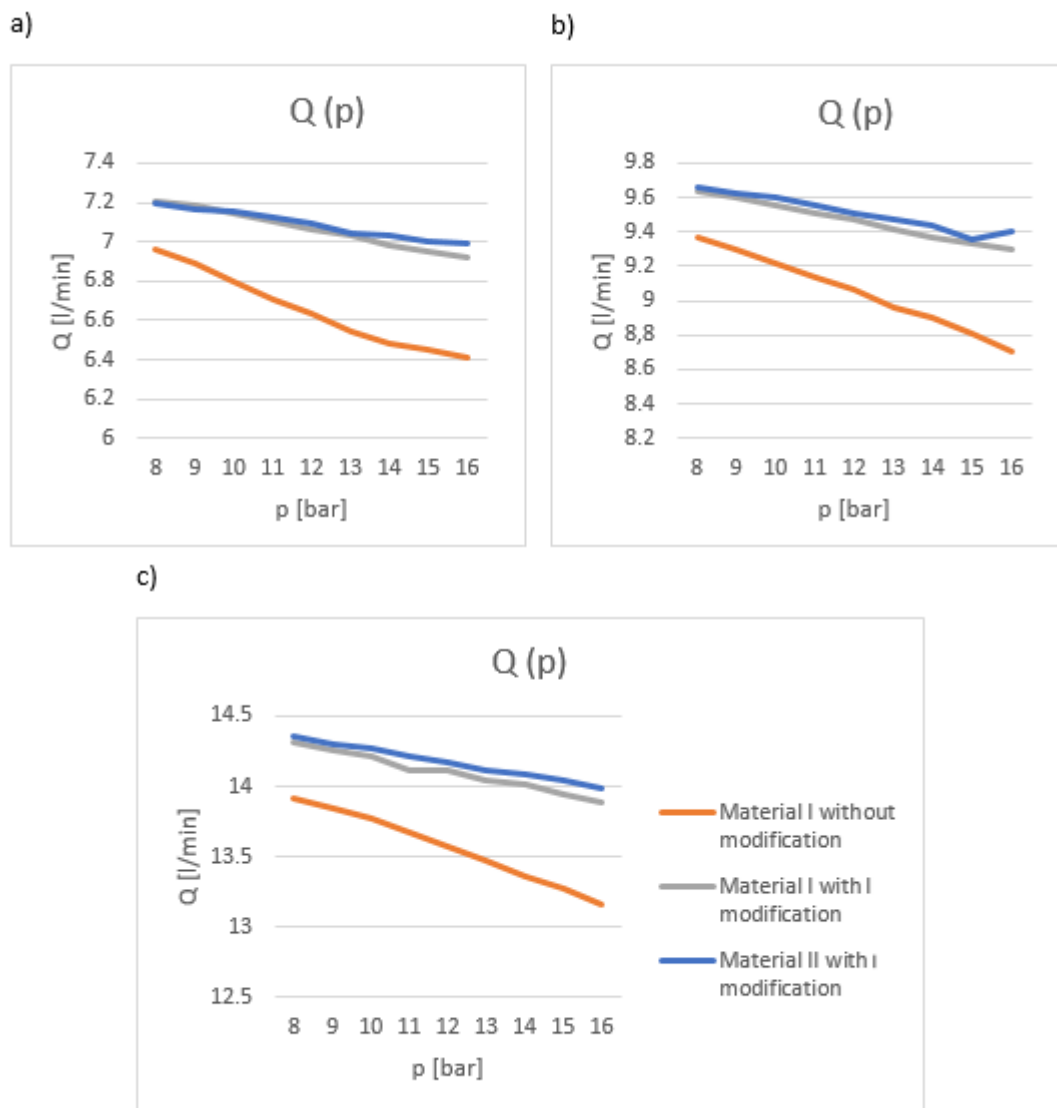 a)
b)
Q (p)
Q (p)
Q [l/min]
7.4
7.2
7
6.8
6.6
6.4
6.2
6
8 9 10 11 12 13 14 15 16
p [bar]
Q [l/min]
9.8
9.6
9.4
9.2
9
8.8
8.6
8.4
8.2
8 9 10 11 12 13 14 15 16
p [bar]
c)
Q (p)
Q [l/min]
14.5
14
13.5
13
12.5
8 9 10 11 12 13 14 15 16
p [bar]
Material I without
modification
Material I with I
modification
Material II with ı
modification